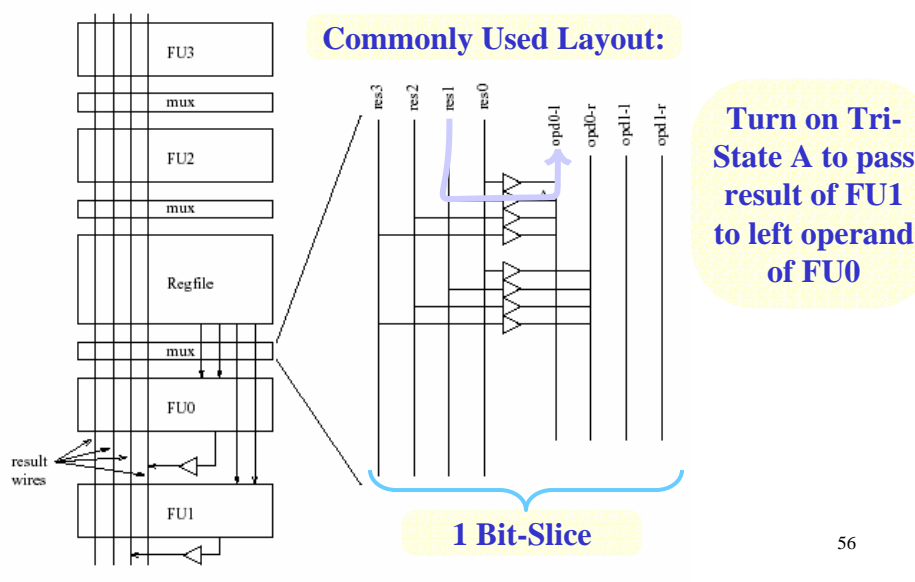 Commonly Used Layout:
FU3
mux
FU2
mux
Regfile
mux
FU0
result
wires
FU1
res3
res2
res1
res0
opd0-l
opd0-r
opd1-l
opd1-r
1 Bit-Slice
Turn on Tri-
State A to pass
result of FU1
to left operand
of FU0
56